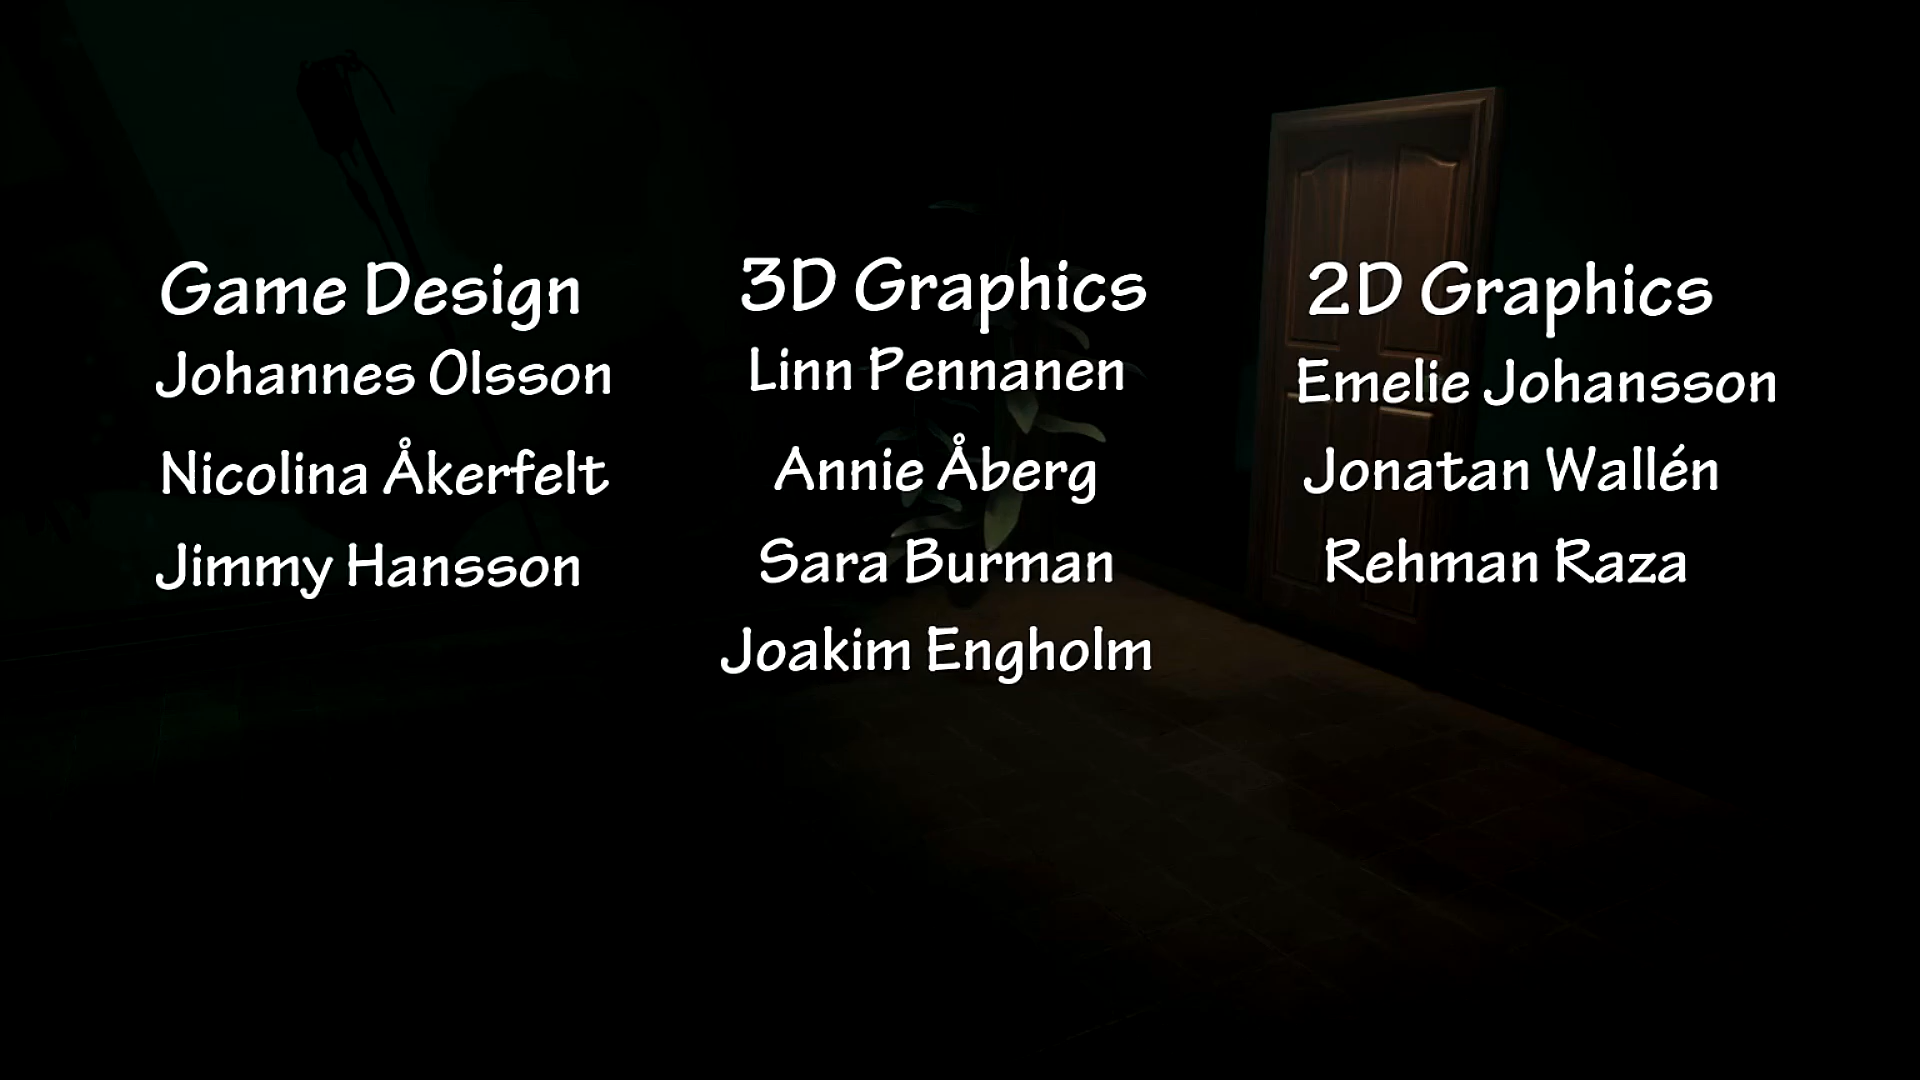 Game Design
Johannes Olsson
Nicolina Åkerfelt
Jimmy Hansson
3D Graphics
Linn Pennanen
Annie Åberg
Sara Burman
Joakim Engholm
2D Graphics
Emelie Johansson
Jonatan Wallén
Rehman Raza